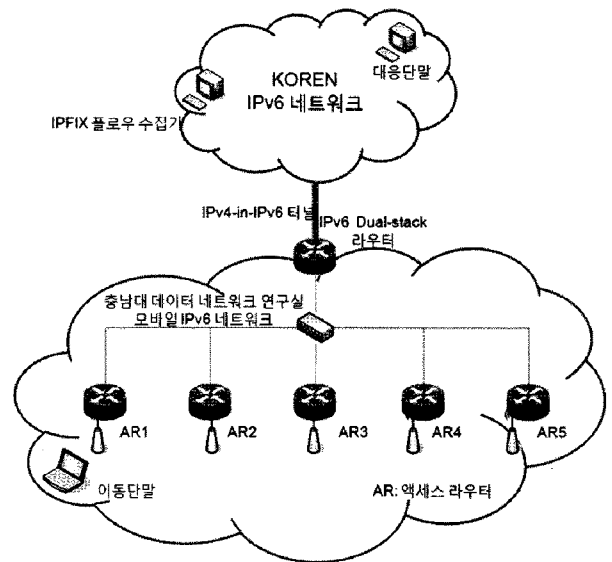 대응단말
KOREN
IPv6 네트워크
IPFIX 플로우 수집기
IPv4-in-IPv6 터널
IPv6 Dual-stack
라우터
충남대 데이터 네트워크 연구실
모바일 IPv6 네트워크
AR1
AR2
AR3
AR4
AR5
이동단말
AR: 액세스 라우터